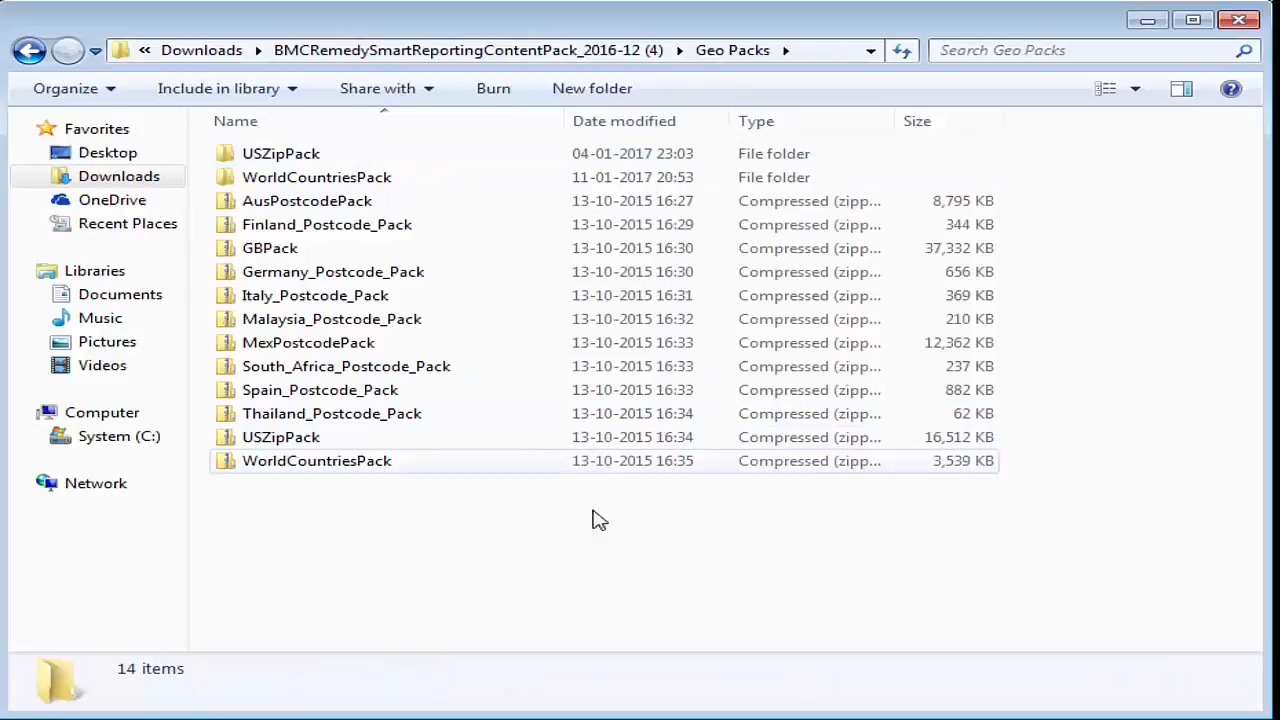 « Downloads ▸ BMCRemedySmartReportingContentPack_2016-12 (4) ▸ Geo Packs ▸
Search Geo Packs
Organize Include in library Share with Burn New folder
Name Date modified Type Size
Favorites
Desktop
Downloads
OneDrive
Recent Places
Libraries
Documents
Music
Pictures
Videos
Computer
System (C:)
Network
USZipPack 04-01-2017 23:03 File folder
WorldCountriesPack 11-01-2017 20:53 File folder
AusPostcodePack 13-10-2015 16:27 Compressed (zipp... 8,795 KB
Finland_Postcode_Pack 13-10-2015 16:29 Compressed (zipp... 344 KB
GBPack 13-10-2015 16:30 Compressed (zipp... 37,332 KB
Germany_Postcode_Pack 13-10-2015 16:30 Compressed (zipp... 656 KB
Italy_Postcode_Pack 13-10-2015 16:31 Compressed (zipp... 369 KB
Malaysia_Postcode_Pack 13-10-2015 16:32 Compressed (zipp... 210 KB
MexPostcodePack 13-10-2015 16:33 Compressed (zipp... 12,362 KB
South_Africa_Postcode_Pack 13-10-2015 16:33 Compressed (zipp... 237 KB
Spain_Postcode_Pack 13-10-2015 16:33 Compressed (zipp... 882 KB
Thailand_Postcode_Pack 13-10-2015 16:34 Compressed (zipp... 62 KB
USZipPack 13-10-2015 16:34 Compressed (zipp... 16,512 KB
WorldCountriesPack 13-10-2015 16:35 Compressed (zipp... 3,539 KB
14 items